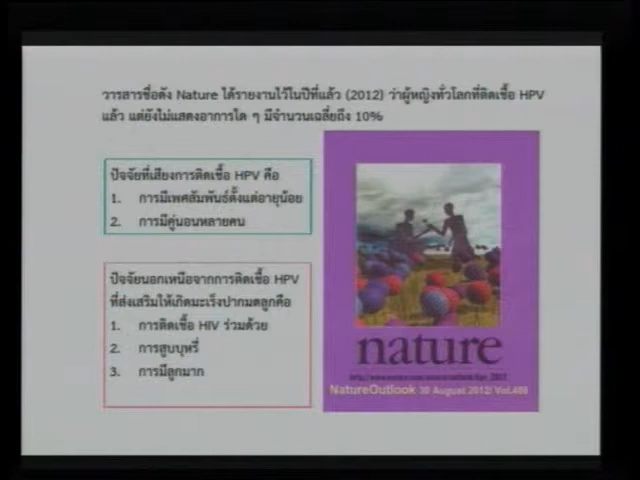 วารสารชื่อดัง Nature ได้รายงานไว้ในปีที่แล้ว (2012) ว่าผู้หญิงทั่วโลกที่ติดเชื้อ HPV
แล้ว แต่ยังไม่แสดงอาการใด ๆ มีจำนวนเฉลี่ยถึง 10%
ปัจจัยที่เสี่ยงการติดเชื้อ HPV คือ
1. การมีเพศสัมพันธ์ตั้งแต่อายุน้อย
2. การมีคู่นอนหลายคน
ปัจจัยนอกเหนือจากการติดเชื้อ HPV
ที่ส่งเสริมให้เกิดมะเร็งปากมดลูกคือ
1. การติดเชื้อ HIV ร่วมด้วย
2. การสูบบุหรี่
3. การมีลูกมาก
nature
NatureOutlook 30 August 2012/ Vol.488